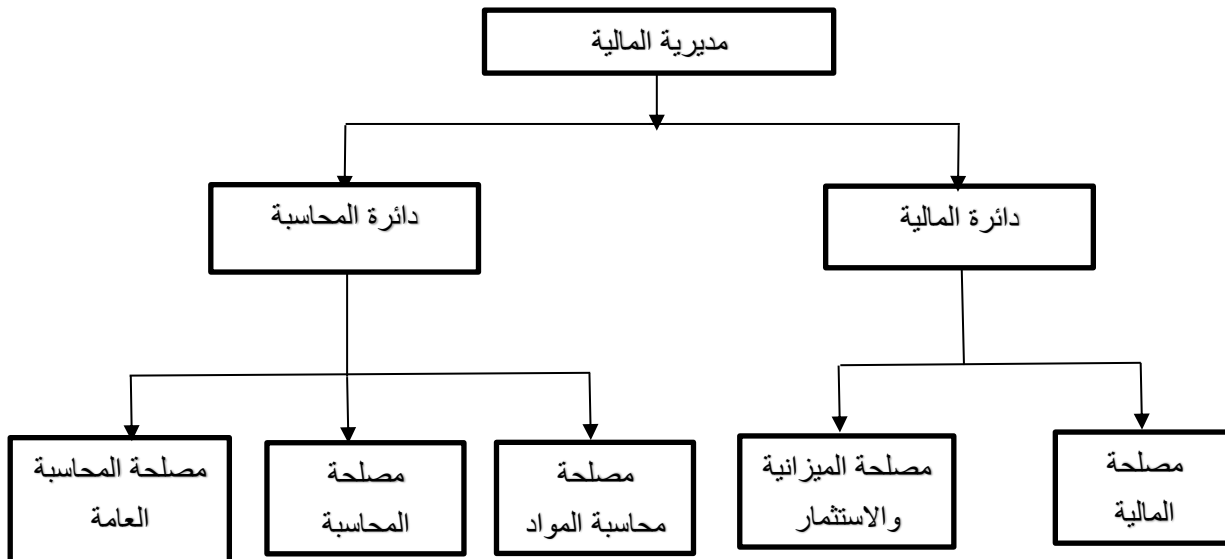 مديرية المالية
دائرة المالية
دائرة المحاسبة
مصلحة
المالية
مصلحة الميزانية
والاستثمار
مصلحة
محاسبة المواد
مصلحة
المحاسبة
مصلحة المحاسبة
العامة